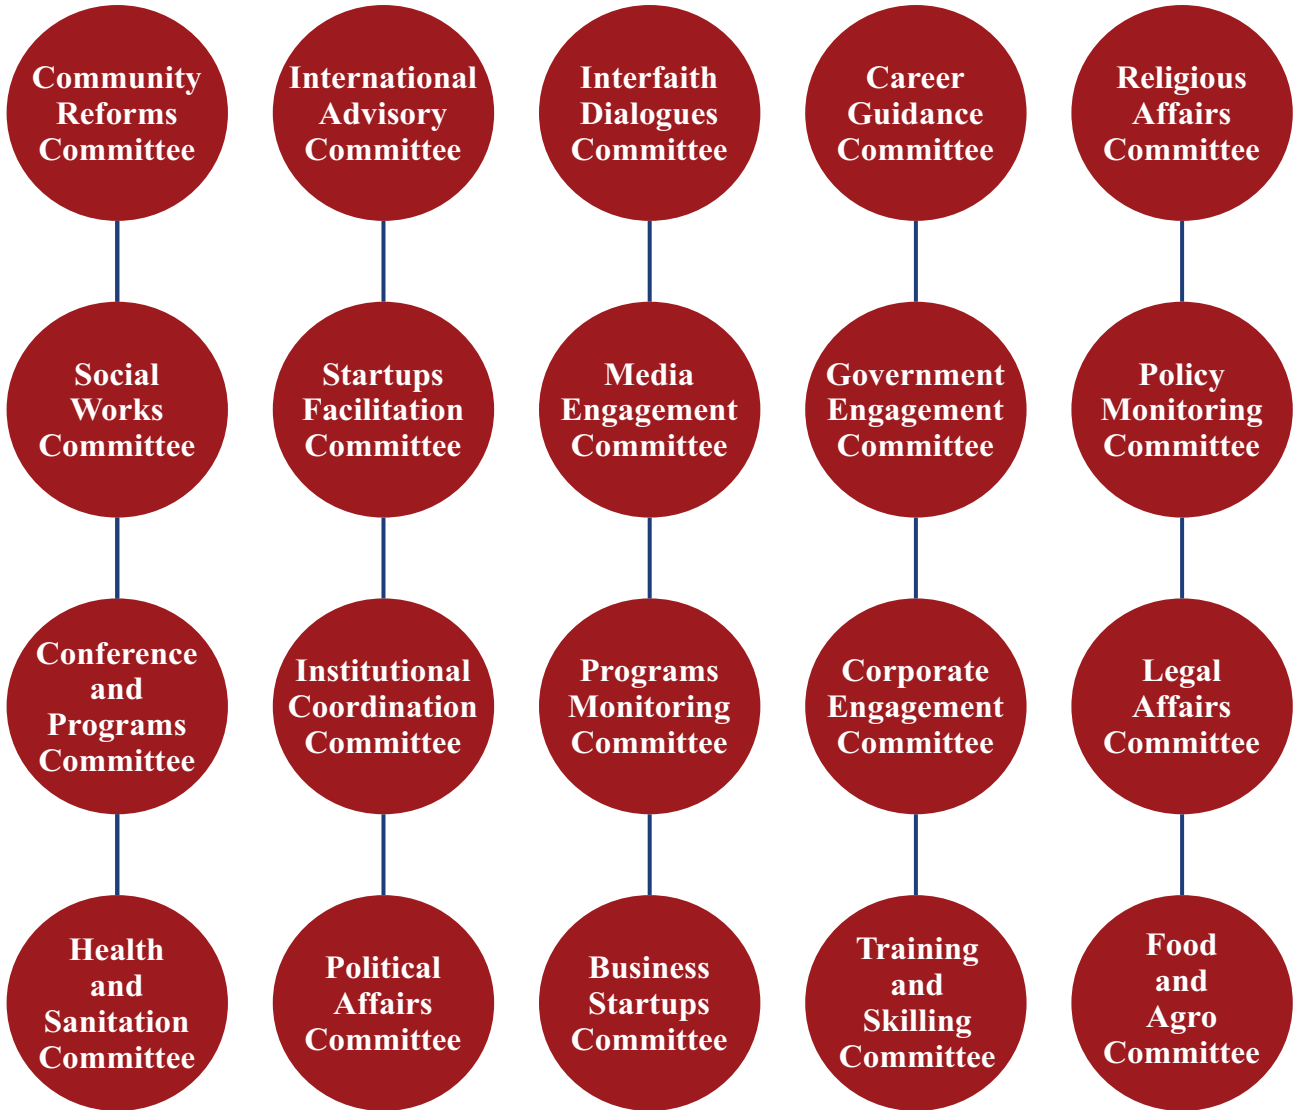 Community
Reforms
Committee
International
Advisory
Committee
Interfaith
Dialogues
Committee
Career
Guidance
Committee
Religious
Affairs
Committee
Social
Works
Committee
Startups
Facilitation
Committee
Media
Engagement
Committee
Government
Engagement
Committee
Policy
Monitoring
Committee
Conference
and
Programs
Committee
Institutional
Coordination
Committee
Programs
Monitoring
Committee
Corporate
Engagement
Committee
Legal
Affairs
Committee
Health
and
Sanitation
Committee
Political
Affairs
Committee
Business
Startups
Committee
Training
and
Skilling
Committee
Food
and
Agro
Committee